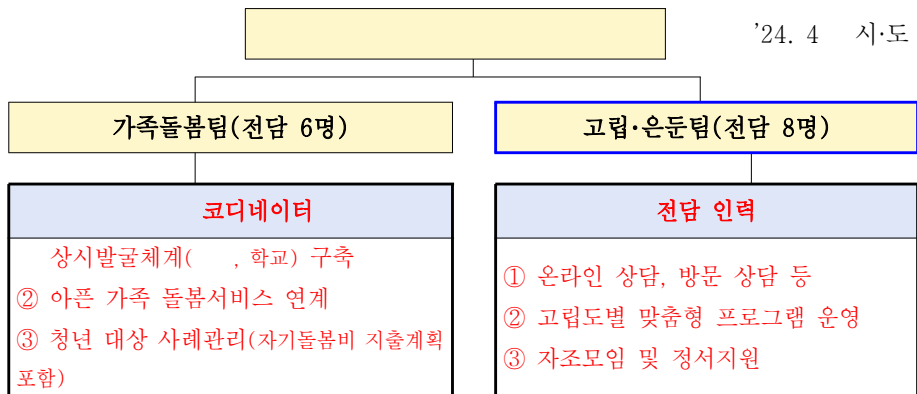 ’24. 4 시·도
가족돌봄팀(전담 6명)
고립·은둔팀(전담 8명)
코디네이터
상시발굴체계( , 학교) 구축
② 아픈 가족 돌봄서비스 연계
③ 청년 대상 사례관리(자기돌봄비 지출계획
포함)
전담 인력
① 온라인 상담, 방문 상담 등
② 고립도별 맞춤형 프로그램 운영
③ 자조모임 및 정서지원